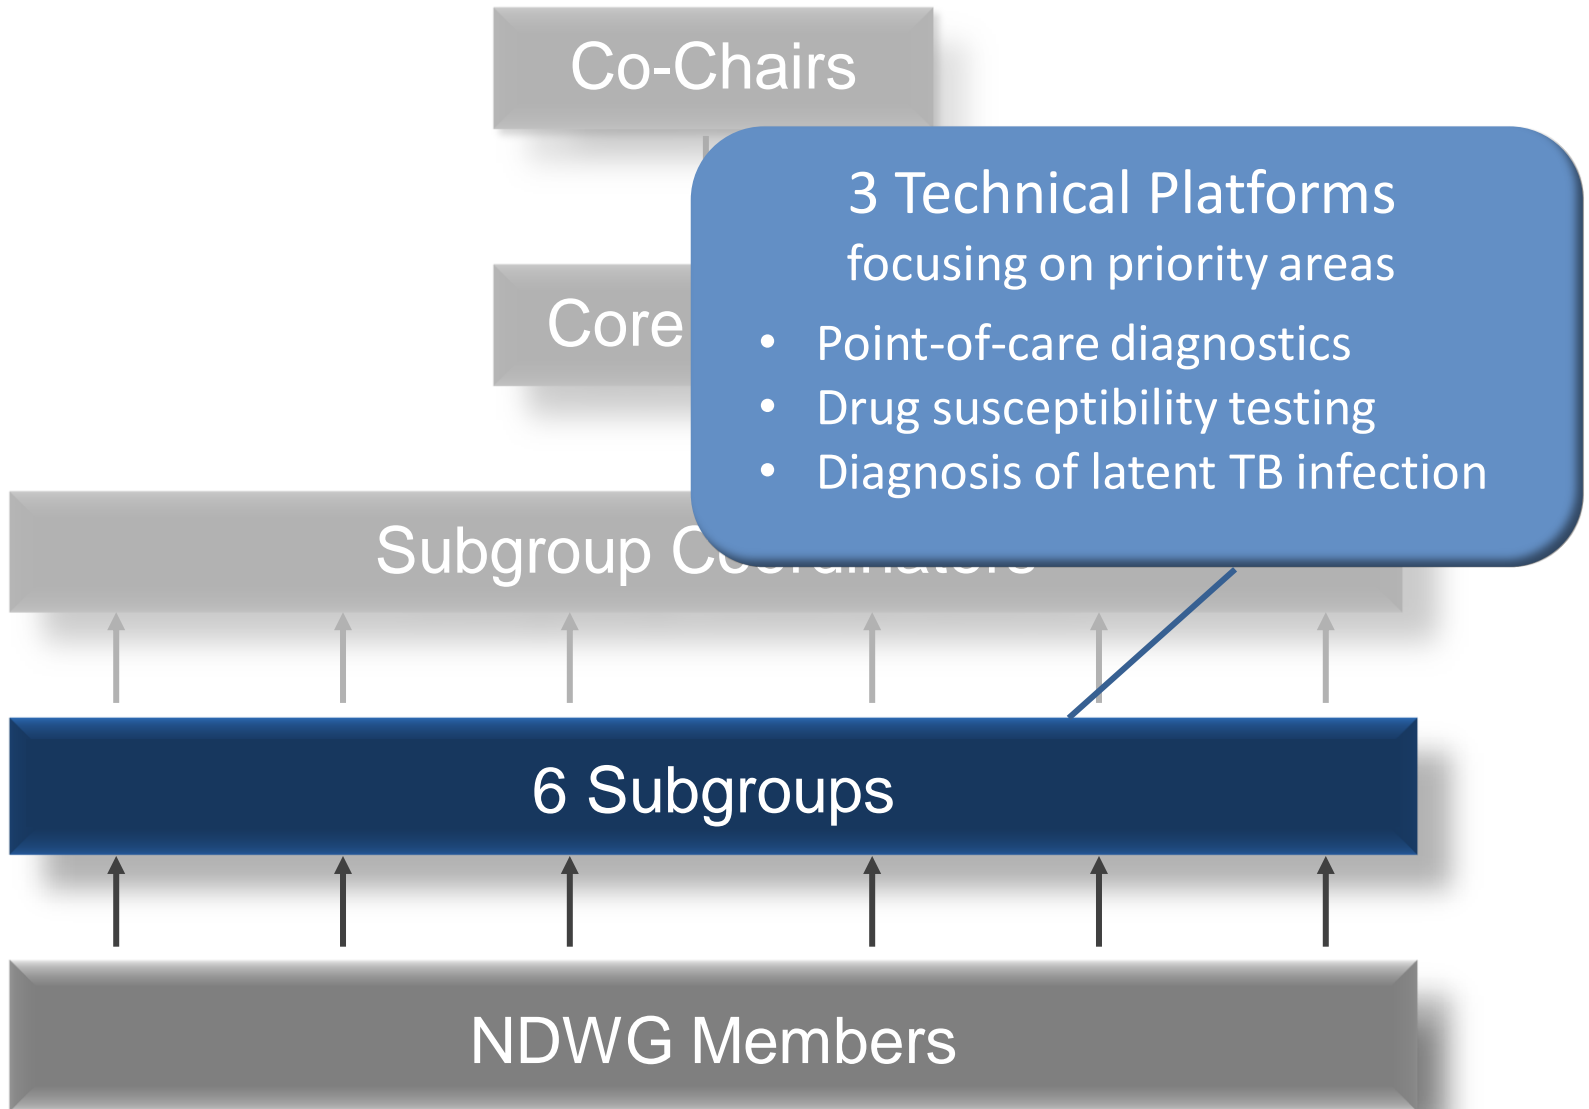 Co-Chairs
3 Technical Platforms
focusing on priority areas
• Point-of-care diagnostics
• Drug susceptibility testing
• Diagnosis of latent TB infection
Core
Subgroup Coordinators
6 Subgroups
NDWG Members